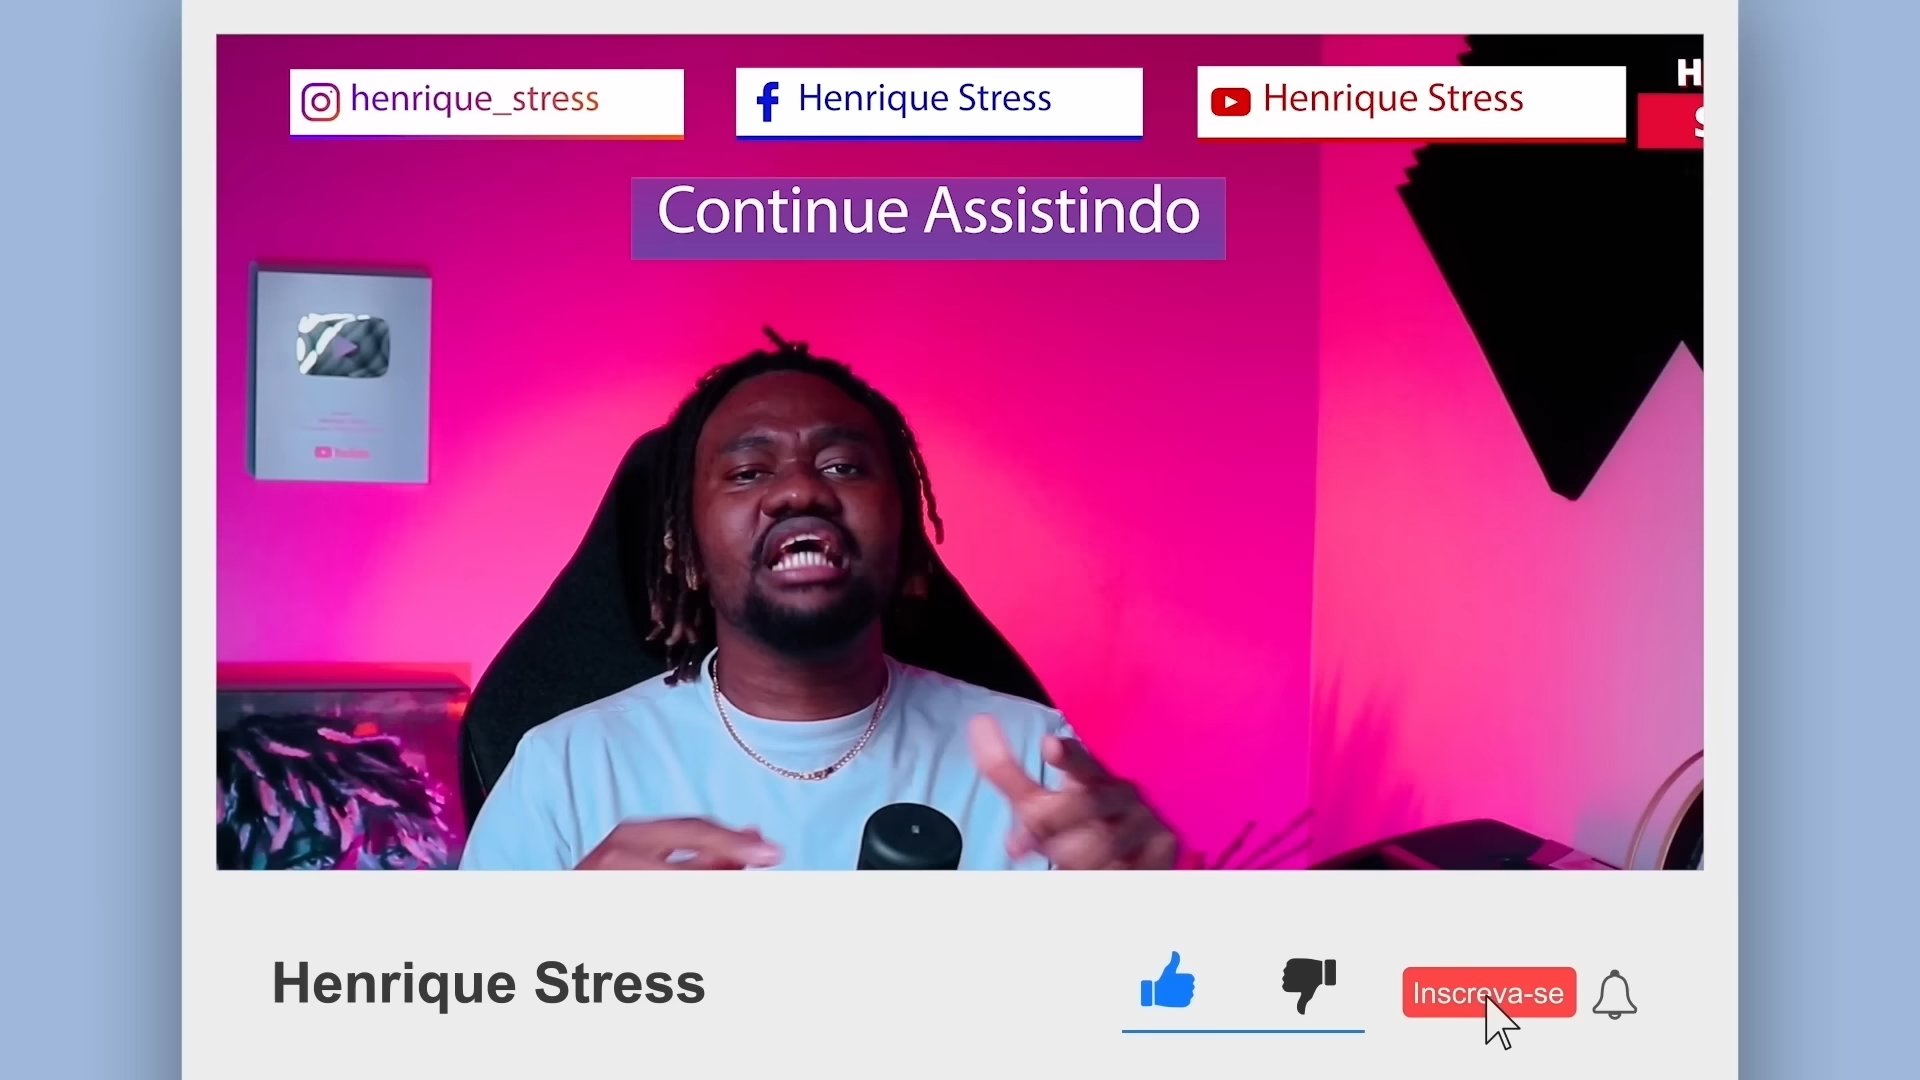 henrique_stress
Henrique Stress
Henrique Stress
H
S
Continue Assistindo
Henrique Stress
Inscreva-se